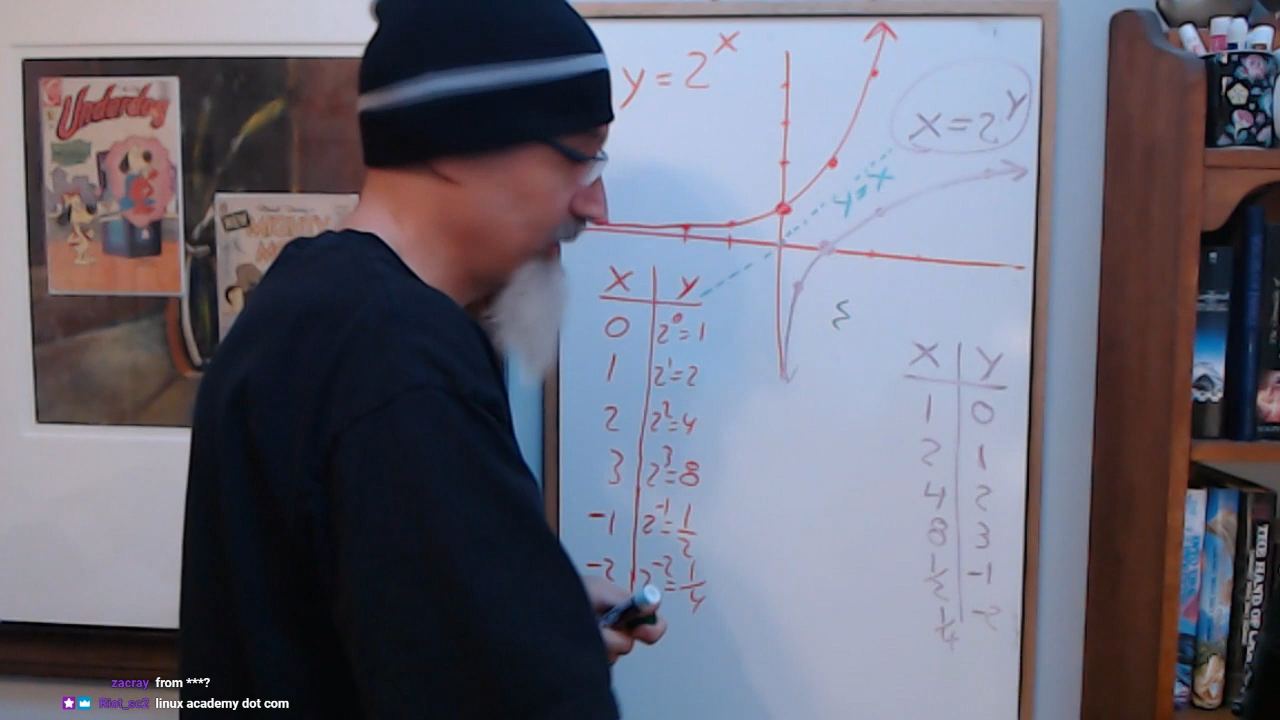 Underdog
NEW
y = 2^x
x = 2^y
y=x
x | y
0 | 2^0 = 1
1 | 2^1 = 2
2 | 2^2 = 4
3 | 2^3 = 8
-1 | 2^-1 = 1/2
-2 | 2^-2 = 1/4
x | y
1 | 0
2 | 1
4 | 2
8 | 3
1/2 | -1
1/4 | -2
zacray from ***?
Riot_sc2 linux academy dot com